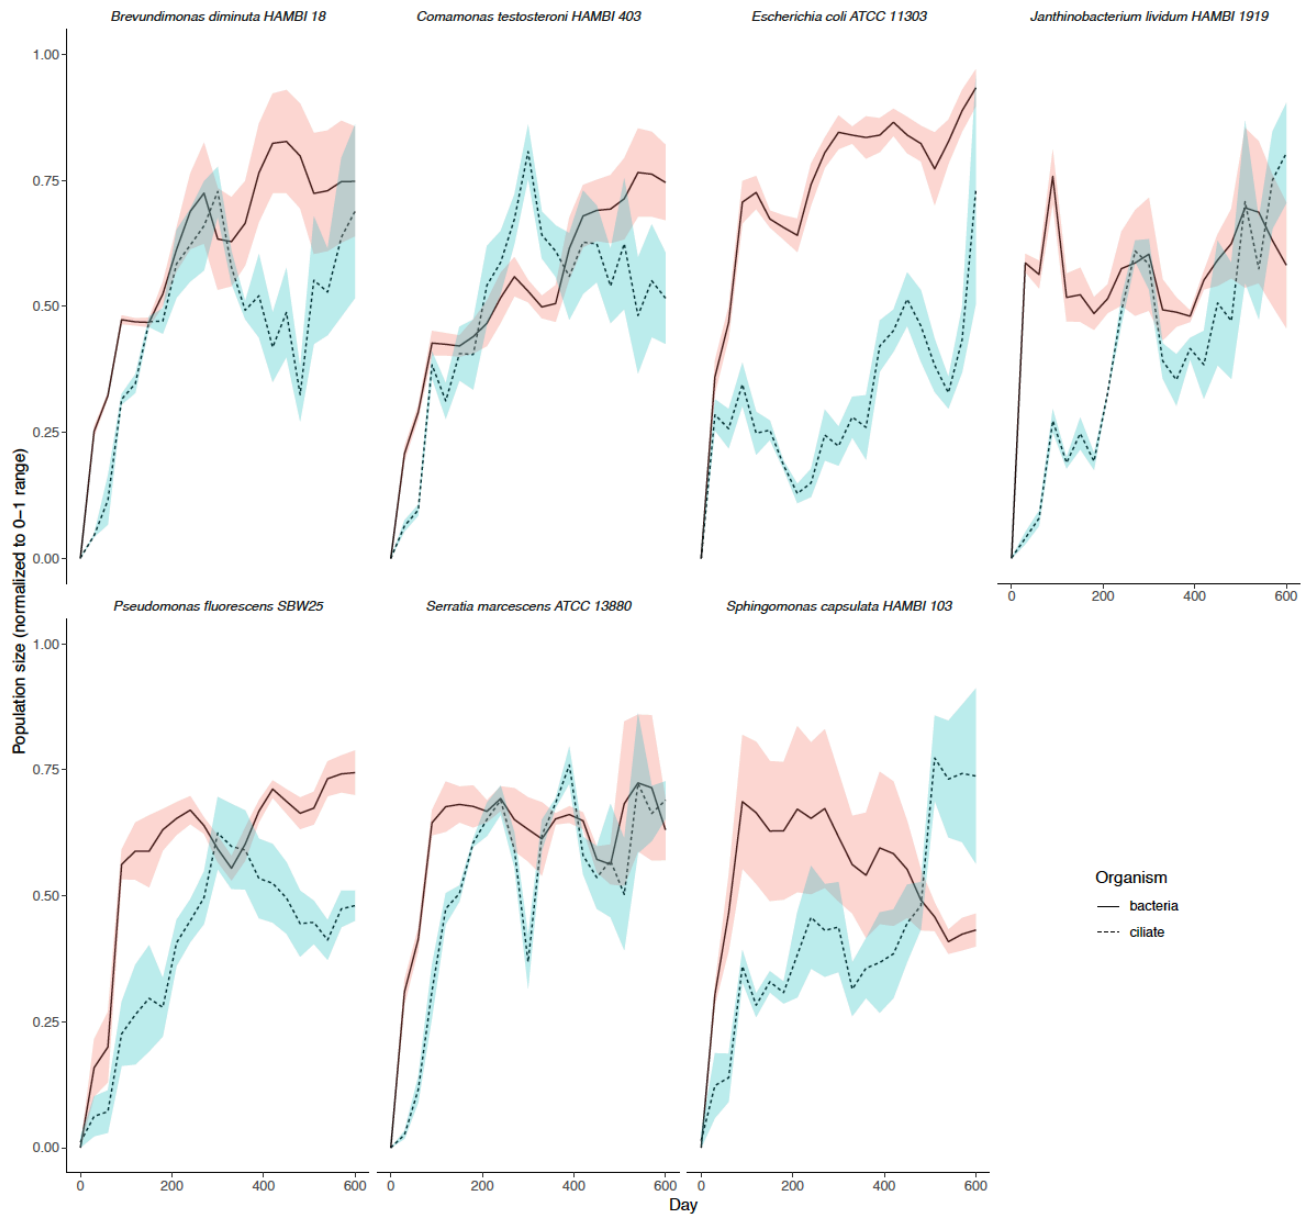 Brevundimonas diminuta HAMBI 18
Comamonas testosteroni HAMBI 403
Escherichia coli ATCC 11303
Janthinobacterium lividum HAMBI 1919
1.00
0.75
0.50
0.25
0.00
0 200 400 600
Pseudomonas fluorescens SBW25
Serratia marcescens ATCC 13880
Sphingomonas capsulata HAMBI 103
1.00
0.75
0.50
0.25
0.00
0 200 400 600
0 200 400 600
0 200 400 600
Population size (normalized to 0−1 range)
Day
Organism
bacteria
ciliate